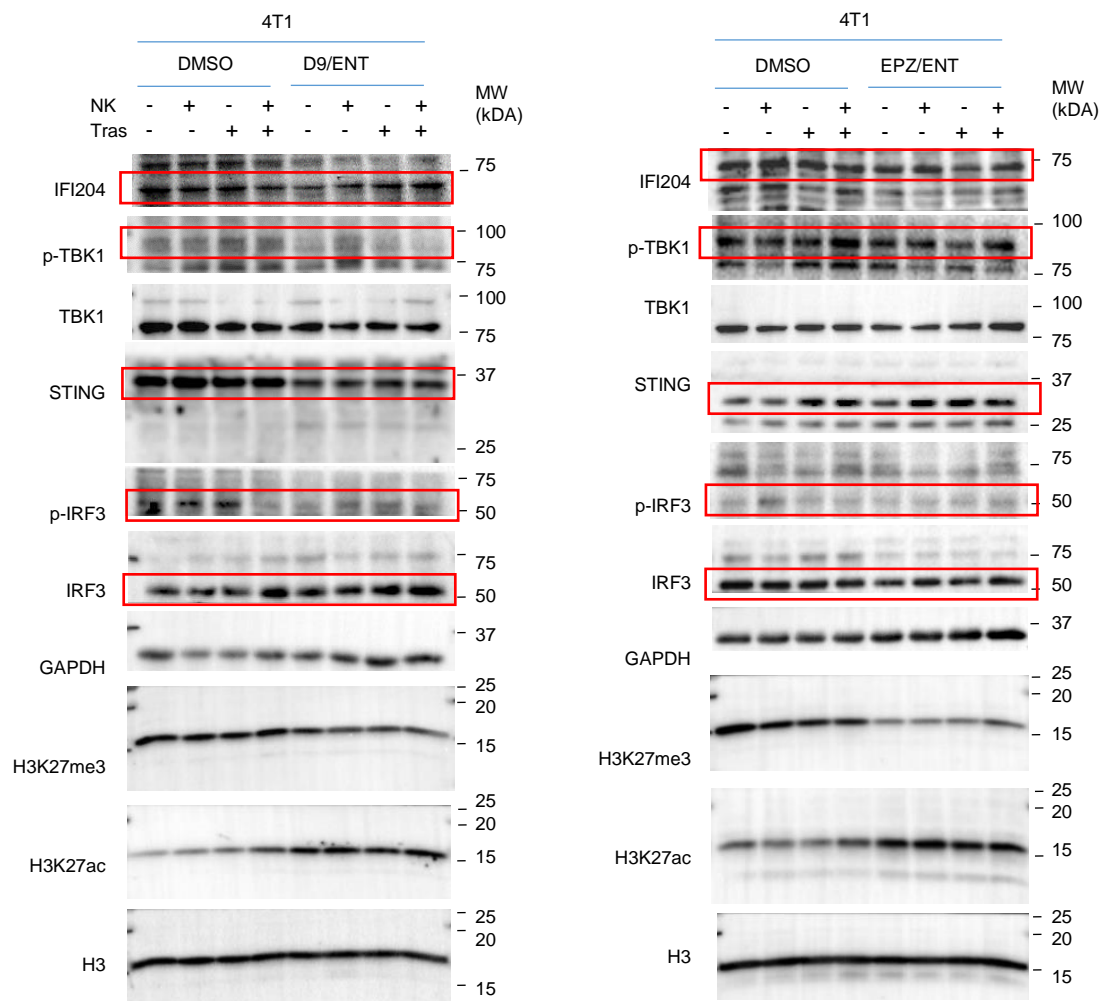 4T1
DMSO D9/ENT
MW
(kDA)
NK - + - + - + - +
Tras - - + + - - + +
IFI204
75
p-TBK1
100
75
TBK1
100
75
STING
37
25
p-IRF3
75
50
IRF3
75
50
GAPDH
37
H3K27me3
25
20
15
H3K27ac
25
20
15
H3
25
20
15
4T1
DMSO EPZ/ENT
MW
(kDA)
- + - + - + - +
- - + + - - + +
IFI204
75
p-TBK1
100
75
TBK1
100
75
STING
37
25
p-IRF3
75
50
IRF3
75
50
GAPDH
37
H3K27me3
25
20
15
H3K27ac
25
20
15
H3
25
20
15